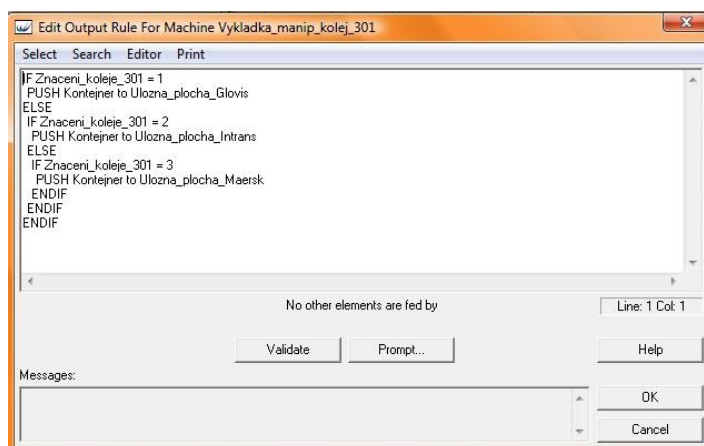 Edit Output Rule For Machine Vykladka_manip_kolej_301
Select Search Editor Print
IF Znaceni_koleje_301 = 1
PUSH Kontejner to Ulozna_plocha_Glovis
ELSE
IF Znaceni_koleje_301 = 2
PUSH Kontejner to Ulozna_plocha_Intrans
ELSE
IF Znaceni_koleje_301 = 3
PUSH Kontejner to Ulozna_plocha_Maersk
ENDIF
ENDIF
ENDIF
No other elements are fed by
Line: 1 Col: 1
Validate Prompt... Help
Messages:
OK
Cancel